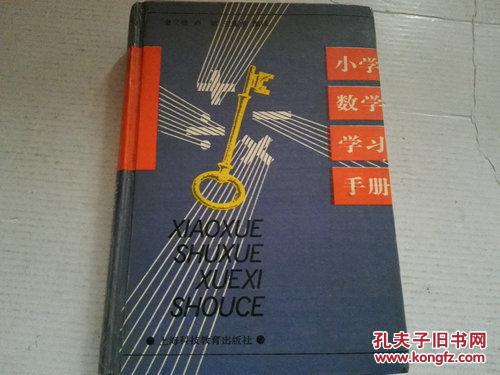 小学
数学
学习
手册
XIAOXUE
SHUXUE
XUEXI
SHOUCE
上海科技教育出版社
孔夫子旧书网
www.kongfz.com